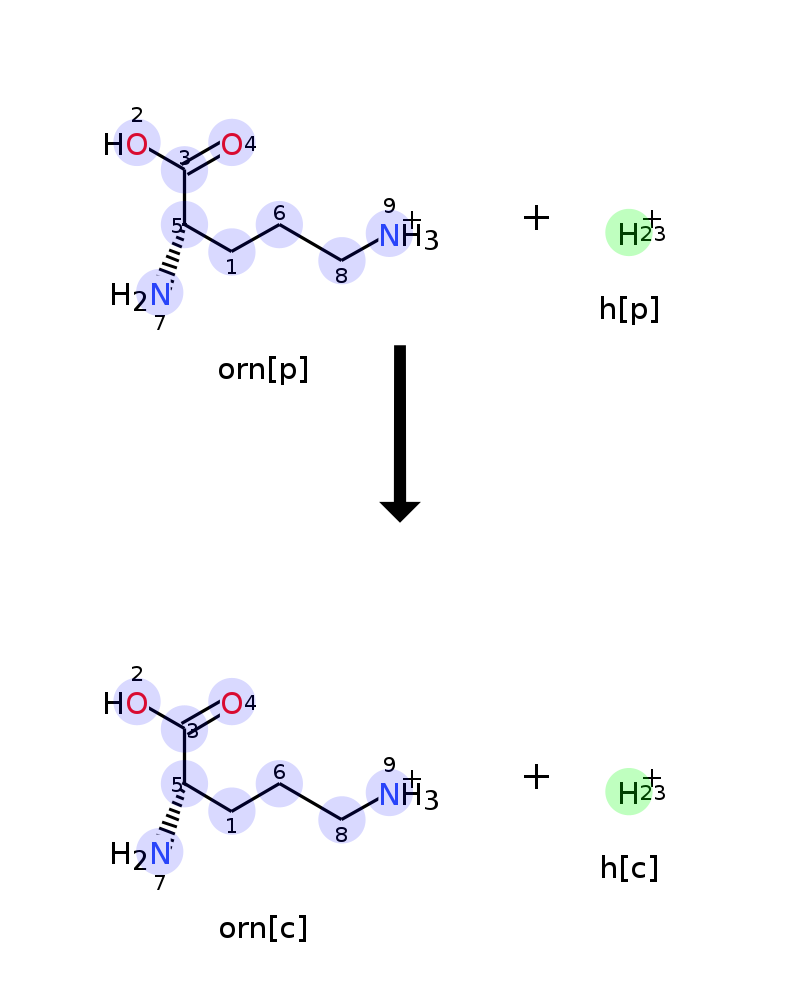 2
HO 3 O4
5 6 9
1 8 NH3+ + H+23
H2N
7
h[p]
orn[p]
2
HO 3 O4
5 6 9
1 8 NH3+ + H+23
H2N
7
h[c]
orn[c]